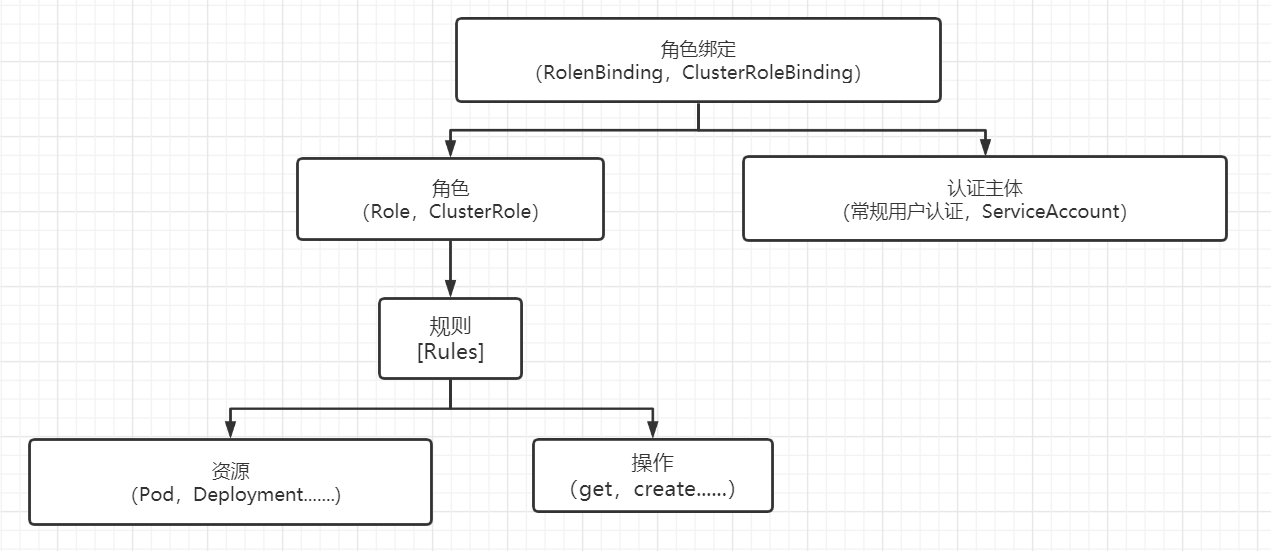 角色绑定
（RolenBinding，ClusterRoleBinding）
角色
（Role，ClusterRole）
认证主体
（常规用户认证，ServiceAccount）
规则
[Rules]
资源
（Pod，Deployment.......）
操作
（get，create......）